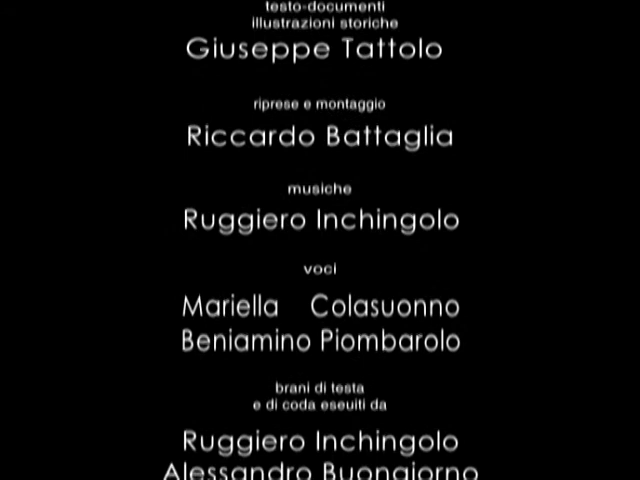 testo-documenti
illustrazioni storiche
Giuseppe Tattolo
riprese e montaggio
Riccardo Battaglia
musiche
Ruggiero Inchingolo
voci
Mariella Colasuonno
Beniamino Piombarolo
brani di testa
e di coda eseuiti da
Ruggiero Inchingolo
Alessandro Buongiorno